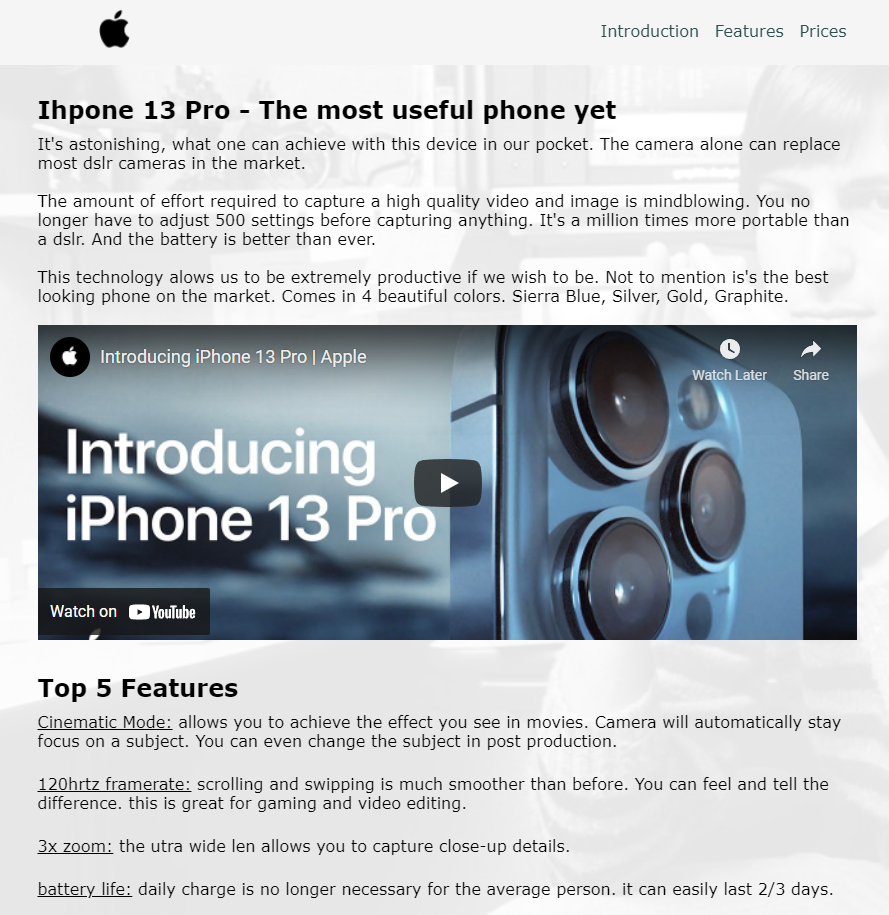 Introduction Features Prices
Ihpone 13 Pro - The most useful phone yet
It's astonishing, what one can achieve with this device in our pocket. The camera alone can replace
most dslr cameras in the market.
The amount of effort required to capture a high quality video and image is mindblowing. You no
longer have to adjust 500 settings before capturing anything. It's a million times more portable than
a dslr. And the battery is better than ever.
This technology alows us to be extremely productive if we wish to be. Not to mention is's the best
looking phone on the market. Comes in 4 beautiful colors. Sierra Blue, Silver, Gold, Graphite.
Introducing iPhone 13 Pro | Apple
Watch Later Share
Introducing
iPhone 13 Pro
Watch on YouTube
Top 5 Features
Cinematic Mode: allows you to achieve the effect you see in movies. Camera will automatically stay
focus on a subject. You can even change the subject in post production.
120hrtz framerate: scrolling and swipping is much smoother than before. You can feel and tell the
difference. this is great for gaming and video editing.
3x zoom: the utra wide len allows you to capture close-up details.
battery life: daily charge is no longer necessary for the average person. it can easily last 2/3 days.